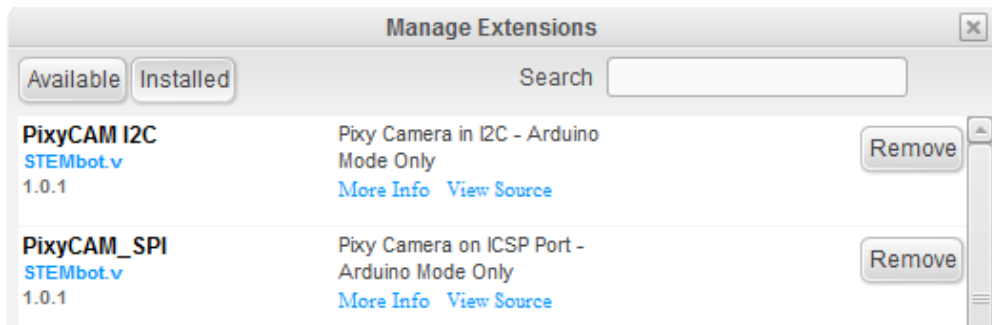 Manage Extensions
Available Installed Search
PixyCAM I2C
STEMbot.v
1.0.1
Pixy Camera in I2C - Arduino
Mode Only
More Info View Source
Remove
PixyCAM_SPI
STEMbot.v
1.0.1
Pixy Camera on ICSP Port -
Arduino Mode Only
More Info View Source
Remove